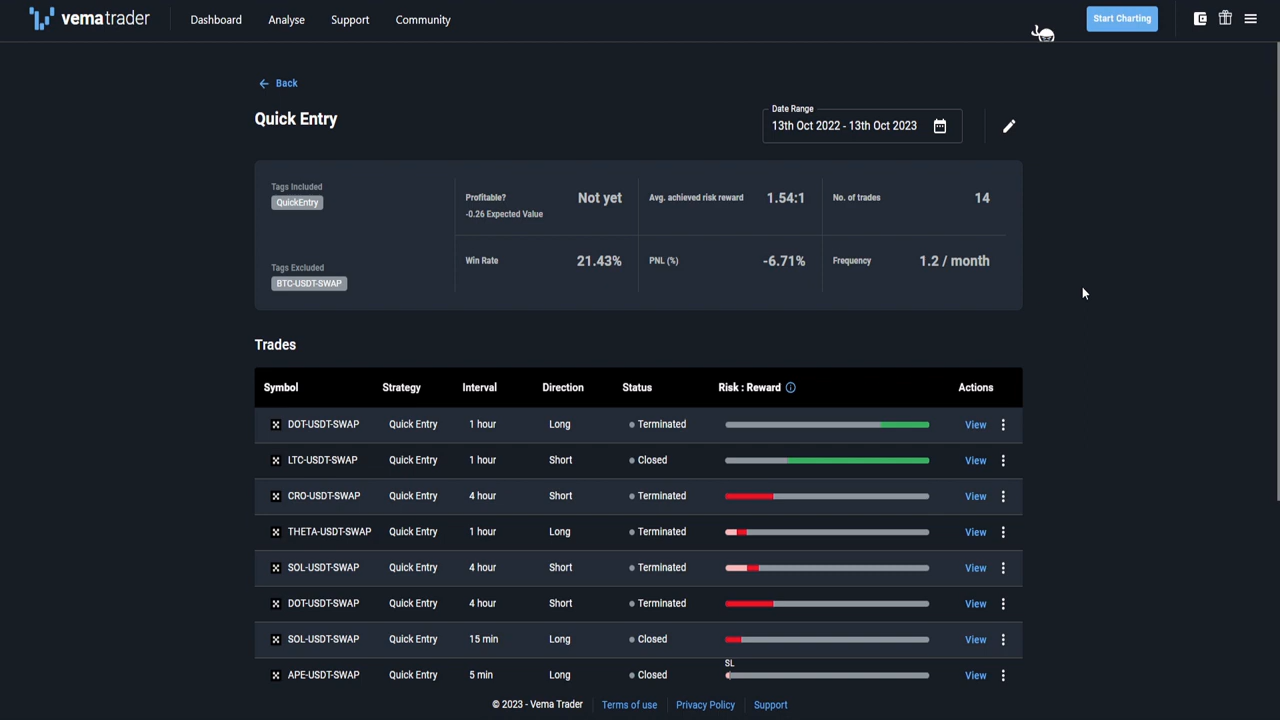 vematrader Dashboard Analyse Support Community Start Charting
Back
Quick Entry
Date Range
13th Oct 2022 - 13th Oct 2023
Tags Included
QuickEntry
Tags Excluded
BTC-USDT-SWAP
Profitable? Not yet
-0.26 Expected Value
Avg. achieved risk reward 1.54:1
No. of trades 14
Win Rate 21.43%
PNL (%) -6.71%
Frequency 1.2 / month
Trades
Symbol Strategy Interval Direction Status Risk : Reward Actions
DOT-USDT-SWAP Quick Entry 1 hour Long Terminated View
LTC-USDT-SWAP Quick Entry 1 hour Short Closed View
CRO-USDT-SWAP Quick Entry 4 hour Short Terminated View
THETA-USDT-SWAP Quick Entry 1 hour Long Terminated View
SOL-USDT-SWAP Quick Entry 4 hour Short Terminated View
DOT-USDT-SWAP Quick Entry 4 hour Short Terminated View
SOL-USDT-SWAP Quick Entry 15 min Long Closed View
SL
APE-USDT-SWAP Quick Entry 5 min Long Closed View
© 2023 - Vema Trader Terms of use Privacy Policy Support